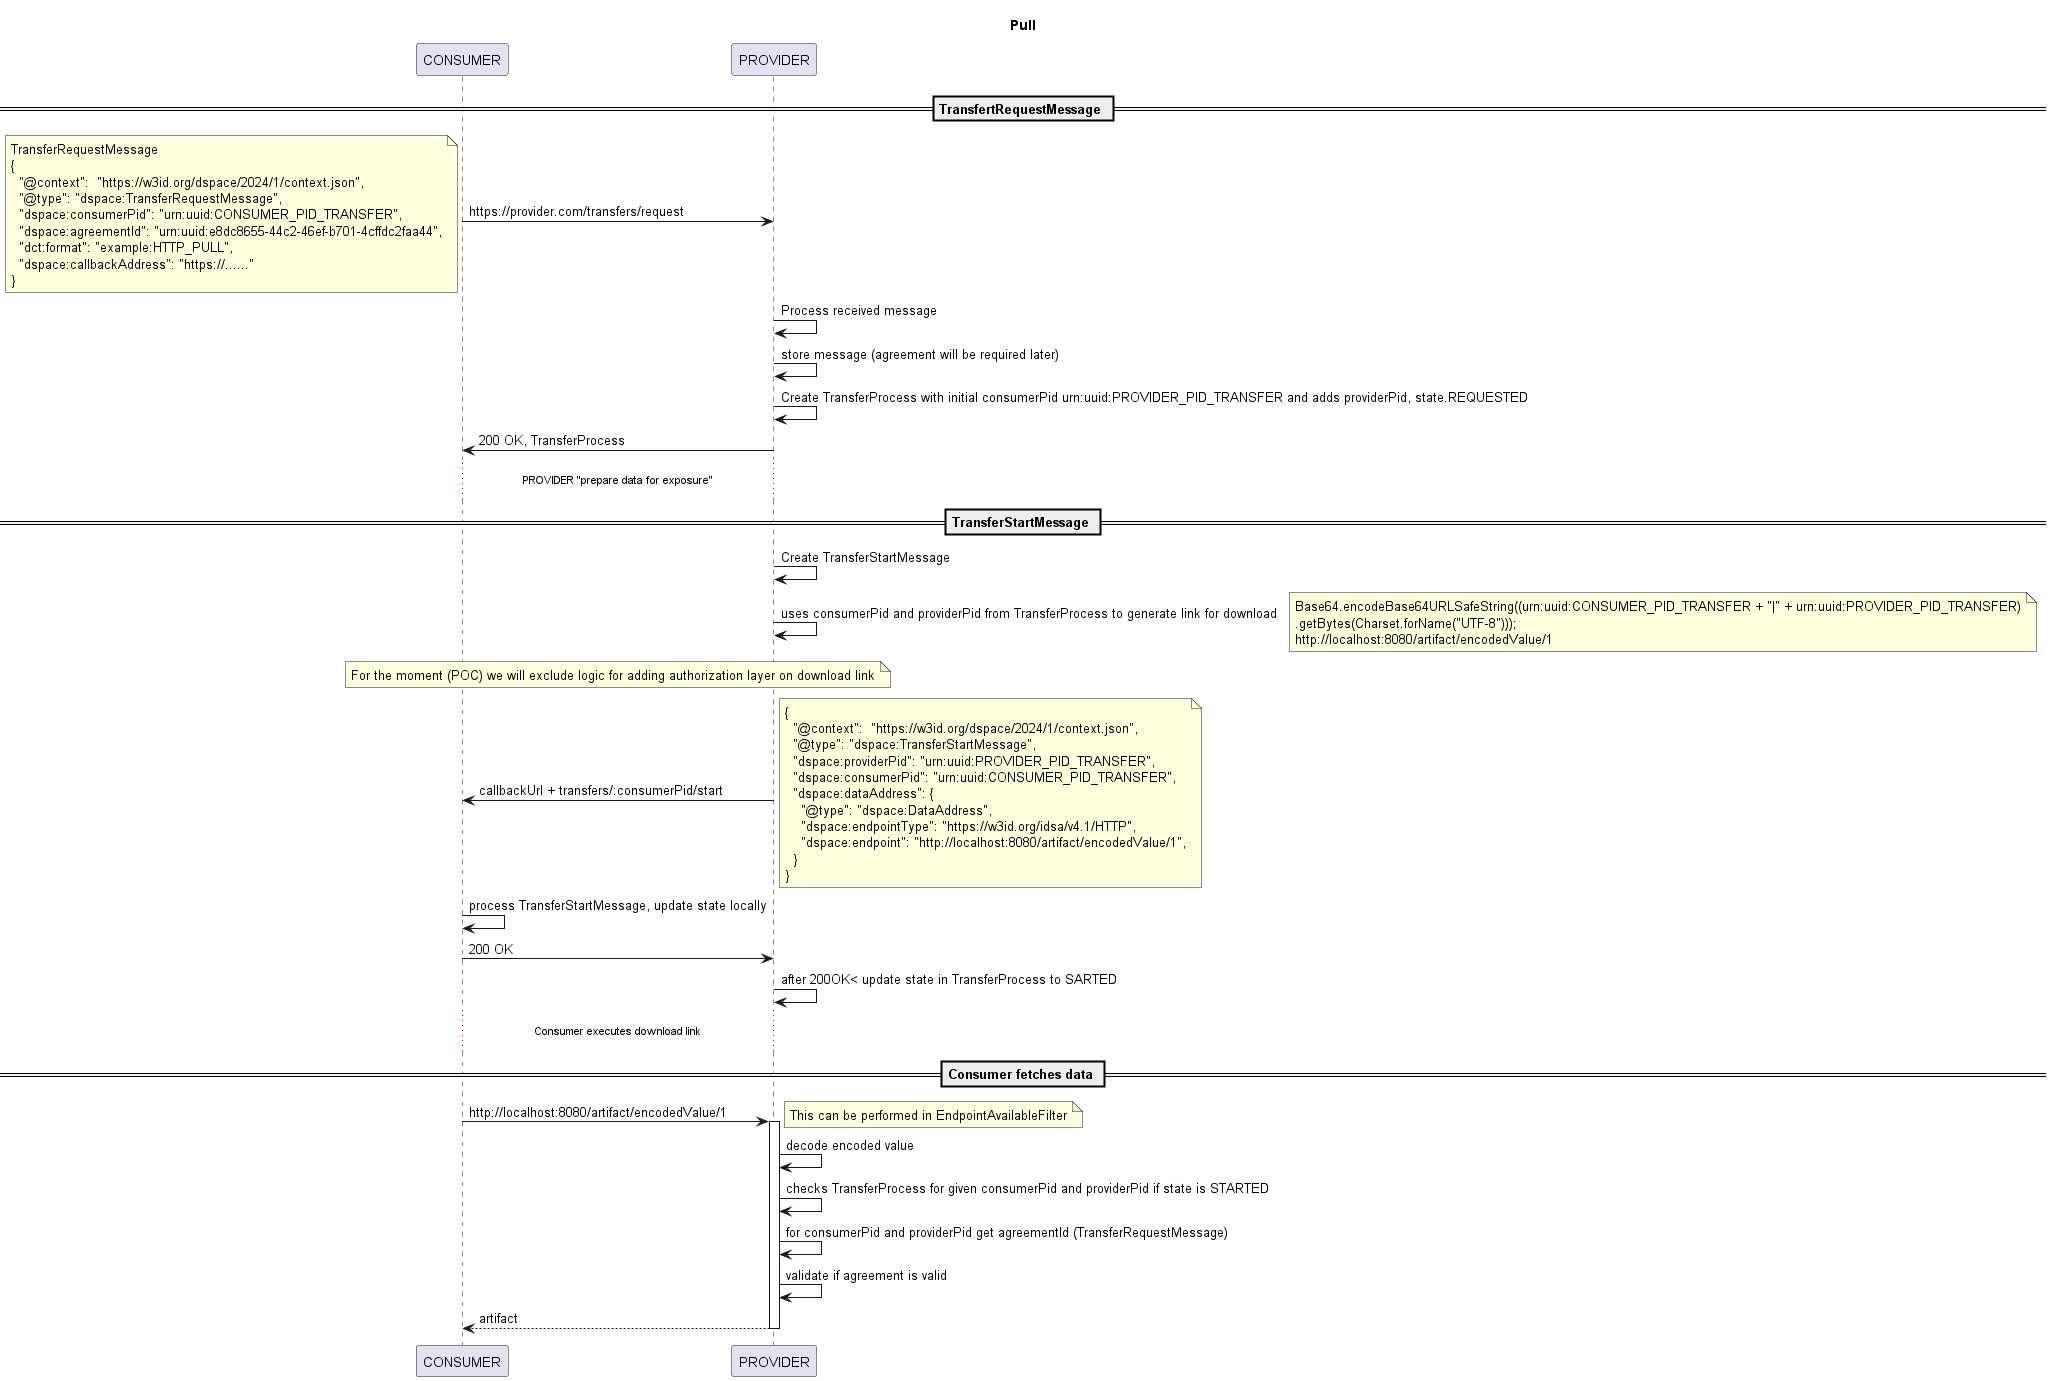 Pull
CONSUMER
PROVIDER
TransfertRequestMessage
TransferRequestMessage
{
"@context":  "https://w3id.org/dspace/2024/1/context.json",
"@type": "dspace:TransferRequestMessage",
"dspace:consumerPid": "urn:uuid:CONSUMER_PID_TRANSFER",
"dspace:agreementId": "urn:uuid:e8dc8655-44c2-46ef-b701-4cffdc2faa44",
"dct:format": "example:HTTP_PULL",
"dspace:callbackAddress": "https://......"
}
https://provider.com/transfers/request
Process received message
store message (agreement will be required later)
Create TransferProcess with initial consumerPid urn:uuid:PROVIDER_PID_TRANSFER and adds providerPid, state.REQUESTED
200 OK, TransferProcess
PROVIDER "prepare data for exposure"
TransferStartMessage
Create TransferStartMessage
uses consumerPid and providerPid from TransferProcess to generate link for download
Base64.encodeBase64URLSafeString((urn:uuid:CONSUMER_PID_TRANSFER + "|" + urn:uuid:PROVIDER_PID_TRANSFER)
.getBytes(Charset.forName("UTF-8")));
http://localhost:8080/artifact/encodedValue/1
For the moment (POC) we will exclude logic for adding authorization layer on download link
callbackUrl + transfers/:consumerPid/start
{
"@context":  "https://w3id.org/dspace/2024/1/context.json",
"@type": "dspace:TransferStartMessage",
"dspace:providerPid": "urn:uuid:PROVIDER_PID_TRANSFER",
"dspace:consumerPid": "urn:uuid:CONSUMER_PID_TRANSFER",
"dspace:dataAddress": {
"@type": "dspace:DataAddress",
"dspace:endpointType": "https://w3id.org/idsa/v4.1/HTTP",
"dspace:endpoint": "http://localhost:8080/artifact/encodedValue/1",
}
}
process TransferStartMessage, update state locally
200 OK
after 200OK< update state in TransferProcess to SARTED
Consumer executes download link
Consumer fetches data
http://localhost:8080/artifact/encodedValue/1
This can be performed in EndpointAvailableFilter
decode encoded value
checks TransferProcess for given consumerPid and providerPid if state is STARTED
for consumerPid and providerPid get agreementId (TransferRequestMessage)
validate if agreement is valid
artifact
CONSUMER
PROVIDER